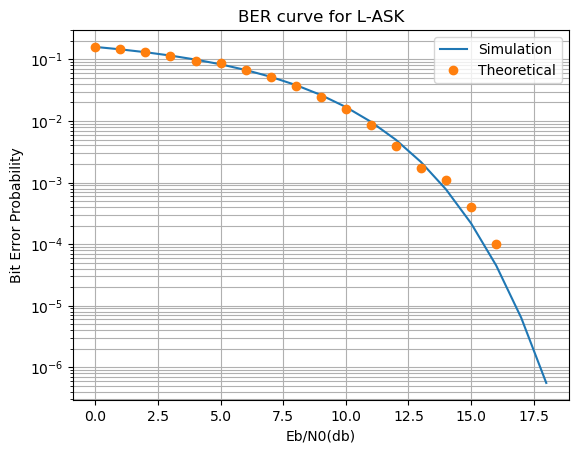 BER curve for L-ASK
Simulation
Theoretical
Bit Error Probability
10⁻¹
10⁻²
10⁻³
10⁻⁴
10⁻⁵
10⁻⁶
0.0 2.5 5.0 7.5 10.0 12.5 15.0 17.5
Eb/N0(db)